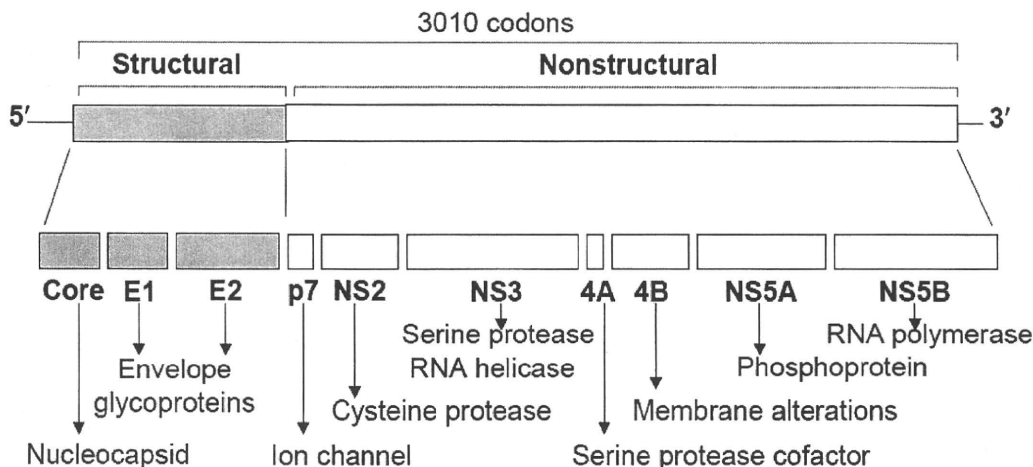 3010 codons
Structural Nonstructural
5′ 3′
Core E1 E2 p7 NS2 NS3 4A 4B NS5A NS5B
Serine protease
RNA helicase
RNA polymerase
Envelope
glycoproteins
Phosphoprotein
Cysteine protease
Membrane alterations
Nucleocapsid
Ion channel
Serine protease cofactor